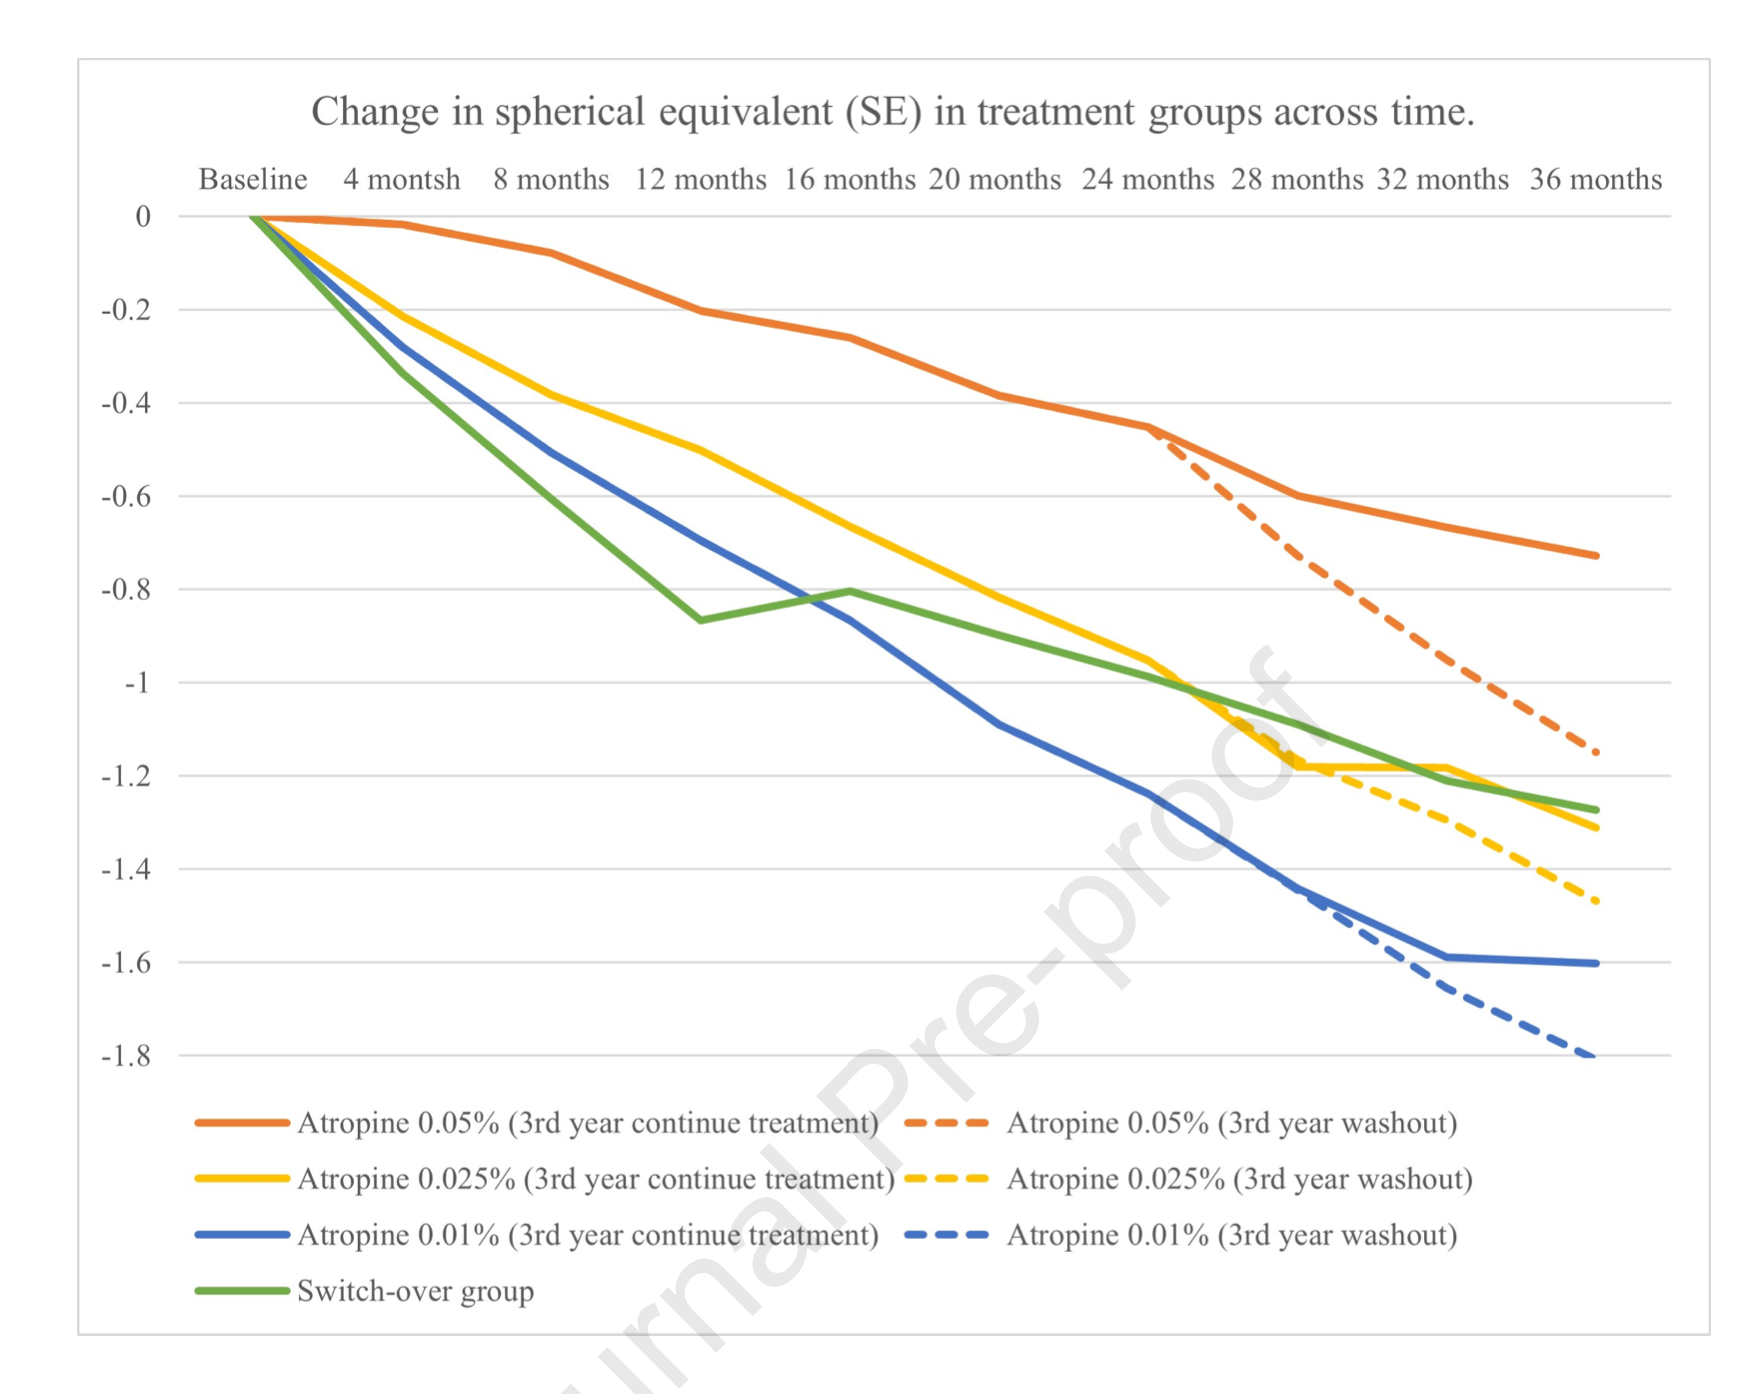 Change in spherical equivalent (SE) in treatment groups across time.
Baseline 4 montsh 8 months 12 months 16 months 20 months 24 months 28 months 32 months 36 months
0
-0.2
-0.4
-0.6
-0.8
-1
-1.2
-1.4
-1.6
-1.8
Atropine 0.05% (3rd year continue treatment) Atropine 0.05% (3rd year washout)
Atropine 0.025% (3rd year continue treatment) Atropine 0.025% (3rd year washout)
Atropine 0.01% (3rd year continue treatment) Atropine 0.01% (3rd year washout)
Switch-over group
urnal Pre-proof